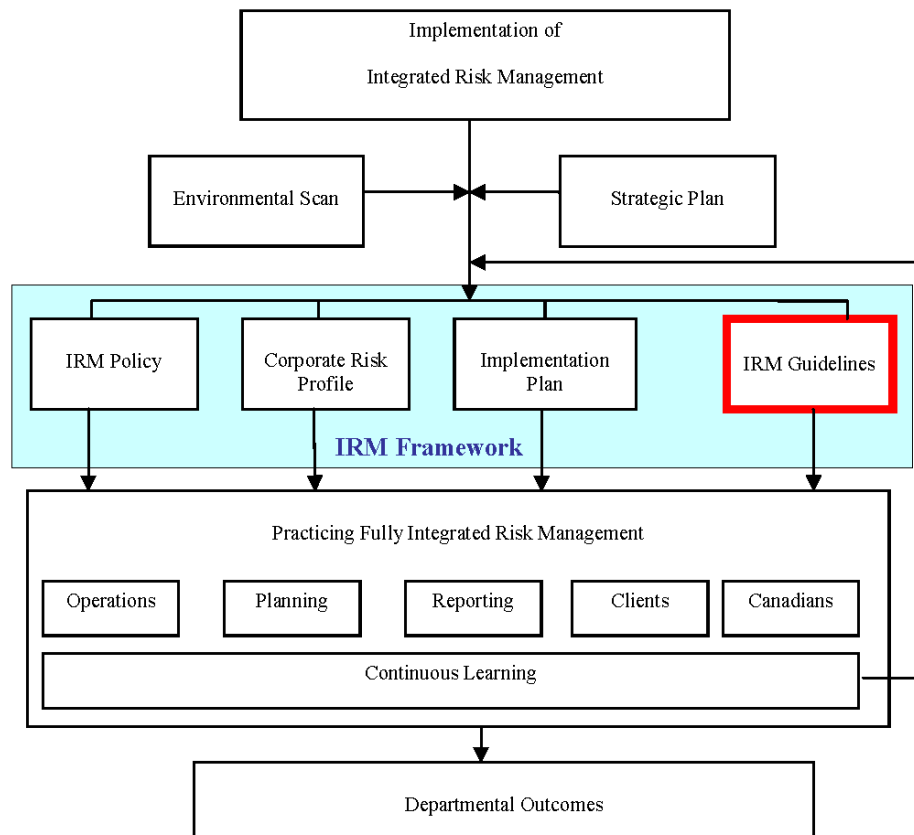 Implementation of
Integrated Risk Management
Environmental Scan
Strategic Plan
IRM Policy
Corporate Risk
Profile
Implementation
Plan
IRM Guidelines
IRM Framework
Practicing Fully Integrated Risk Management
Operations
Planning
Reporting
Clients
Canadians
Continuous Learning
Departmental Outcomes